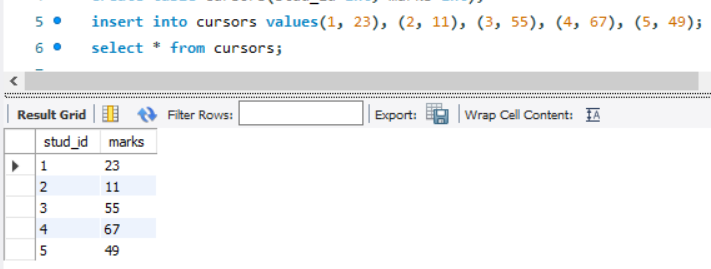 5 insert into cursors values(1, 23), (2, 11), (3, 55), (4, 67), (5, 49);
6 select * from cursors;
Result Grid Filter Rows: Export: Wrap Cell Content: IA
stud_id marks
1 23
2 11
3 55
4 67
5 49